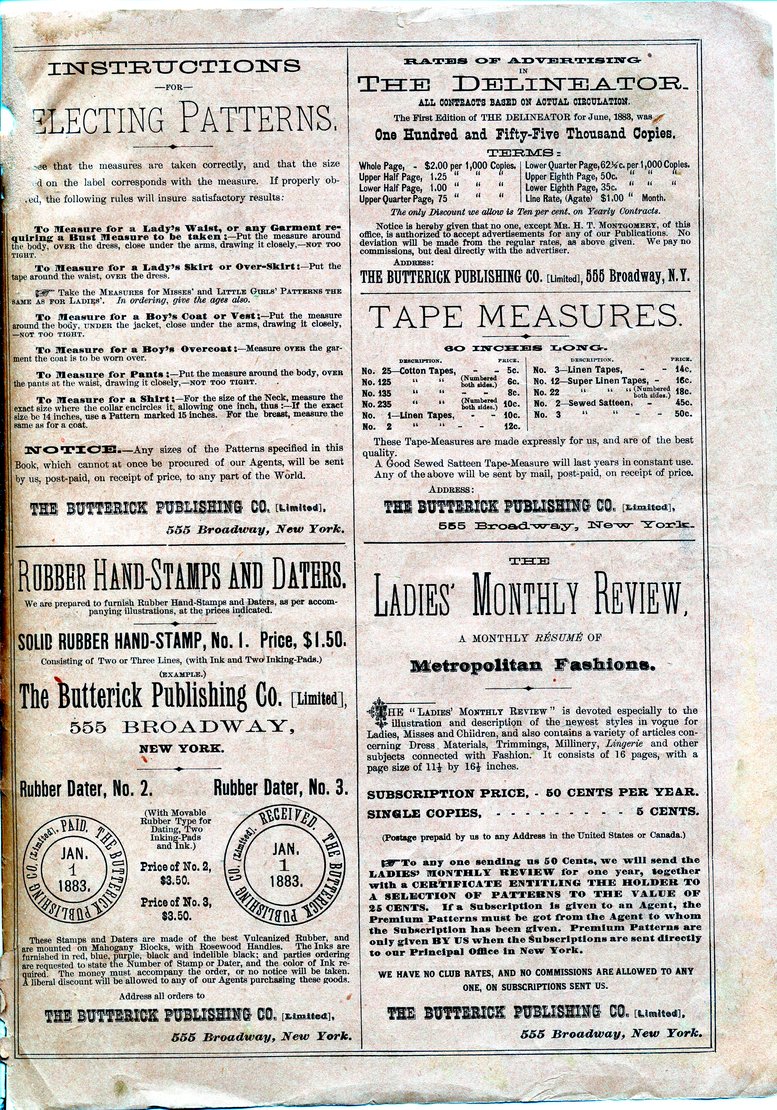 INSTRUCTIONS
—FOR—
ELECTING PATTERNS.
that the measures are taken correctly, and that the size
on the label corresponds with the measure. If properly ob-
the following rules will insure satisfactory results:
To Measure for a Lady's Waist, or any Garment re-
quiring a Bust Measure to be taken:—Put the measure around
the body, OVER the dress, close under the arms, drawing it closely,—NOT TOO
TIGHT.
To Measure for a Lady's Skirt or Over-Skirt:—Put the
tape around the waist, OVER the dress.
☞ Take the MEASURES for MISSES' and LITTLE GIRLS' PATTERNS THE
SAME AS FOR LADIES'. In ordering, give the ages also.
To Measure for a Boy's Coat or Vest:—Put the measure
around the body, UNDER the jacket, close under the arms, drawing it closely,
—NOT TOO TIGHT.
To Measure for a Boy's Overcoat:—Measure OVER the gar-
ment the coat is to be worn over.
To Measure for Pants:—Put the measure around the body, OVER
the pants at the waist, drawing it closely,—NOT TOO TIGHT.
To Measure for a Shirt:—For the size of the Neck, measure the
exact size where the collar encircles it, allowing one inch, thus:—If the exact
size be 14 inches, use a Pattern marked 15 inches. For the breast, measure the
same as for a coat.
NOTICE.—Any sizes of the Patterns specified in this
Book, which cannot at once be procured of our Agents, will be sent
by us, post-paid, on receipt of price, to any part of the World.
THE BUTTERICK PUBLISHING CO. [Limited],
555 Broadway, New York.
RUBBER HAND-STAMPS AND DATERS.
We are prepared to furnish Rubber Hand-Stamps and Daters, as per accom-
panying illustrations, at the prices indicated.
SOLID RUBBER HAND-STAMP, No. 1. Price, $1.50.
Consisting of Two or Three Lines, (with Ink and Two Inking-Pads.)
(EXAMPLE.)
The Butterick Publishing Co. [Limited],
555 BROADWAY,
NEW YORK.
Rubber Dater, No. 2. Rubber Dater, No. 3.
PAID. THE BUTTERICK PUBLISHING CO. (Limited).
JAN.
1
1883.
(With Movable
Rubber Type for
Dating, Two
Inking-Pads
and Ink.)
Price of No. 2,
$3.50.
Price of No. 3,
$3.50.
RECEIVED. THE BUTTERICK PUBLISHING CO. (Limited).
JAN.
1
1883.
These Stamps and Daters are made of the best Vulcanized Rubber, and
are mounted on Mahogany Blocks, with Rosewood Handles. The Inks are
furnished in red, blue, purple, black and indelible black; and parties ordering
are requested to state the Number of Stamp or Dater, and the color of Ink re-
quired. The money must accompany the order, or no notice will be taken.
A liberal discount will be allowed to any of our Agents purchasing these goods.
Address all orders to
THE BUTTERICK PUBLISHING CO. [Limited],
555 Broadway, New York.
RATES OF ADVERTISING
IN
THE DELINEATOR.
ALL CONTRACTS BASED ON ACTUAL CIRCULATION.
The First Edition of THE DELINEATOR for June, 1883, was
One Hundred and Fifty-Five Thousand Copies.
TERMS:
Whole Page, - $2.00 per 1,000 Copies. Lower Quarter Page, 62½c. per 1,000 Copies.
Upper Half Page, 1.25 " " " Upper Eighth Page, 50c. " " "
Lower Half Page, 1.00 " " " Lower Eighth Page, 35c. " " "
Upper Quarter Page, 75 " " " Line Rate, (Agate) $1.00 " Month.
The only Discount we allow is Ten per cent. on Yearly Contracts.
Notice is hereby given that no one, except MR. H. T. MONTGOMERY, of this
office, is authorized to accept advertisements for any of our Publications. No
deviation will be made from the regular rates, as above given. We pay no
commissions, but deal directly with the advertiser.
ADDRESS:
THE BUTTERICK PUBLISHING CO. [Limited], 555 Broadway, N.Y.
TAPE MEASURES.
60 INCHES LONG.
DESCRIPTION. PRICE. DESCRIPTION. PRICE.
No. 25—Cotton Tapes, - 5c. No. 3—Linen Tapes, - - 14c.
No. 125 " " (Numbered both sides.) 6c. No. 12—Super Linen Tapes, - 16c.
No. 135 " " - - 8c. No. 22 " " " (Numbered both sides.) 18c.
No. 235 " " (Numbered both sides.) 10c. No. 2—Sewed Satteen, - 45c.
No. 1—Linen Tapes, - - 10c. No. 3 " " - - 50c.
No. 2 " " - - 12c.
These Tape-Measures are made expressly for us, and are of the best
quality.
A Good Sewed Satteen Tape-Measure will last years in constant use.
Any of the above will be sent by mail, post-paid, on receipt of price.
ADDRESS:
THE BUTTERICK PUBLISHING CO. [Limited],
555 Broadway, New York.
THE
LADIES' MONTHLY REVIEW,
A MONTHLY RÉSUMÉ OF
Metropolitan Fashions.
THE "LADIES' MONTHLY REVIEW" is devoted especially to the
illustration and description of the newest styles in vogue for
Ladies, Misses and Children, and also contains a variety of articles con-
cerning Dress Materials, Trimmings, Millinery, Lingerie and other
subjects connected with Fashion. It consists of 16 pages, with a
page size of 11½ by 16½ inches.
SUBSCRIPTION PRICE, - 50 CENTS PER YEAR.
SINGLE COPIES, - - - - - - - - - 5 CENTS.
(Postage prepaid by us to any Address in the United States or Canada.)
☞To any one sending us 50 Cents, we will send the
LADIES' MONTHLY REVIEW for one year, together
with a CERTIFICATE ENTITLING THE HOLDER TO
A SELECTION OF PATTERNS TO THE VALUE OF
25 CENTS. If a Subscription is given to an Agent, the
Premium Patterns must be got from the Agent to whom
the Subscription has been given. Premium Patterns are
only given BY US when the Subscriptions are sent directly
to our Principal Office in New York.
WE HAVE NO CLUB RATES, AND NO COMMISSIONS ARE ALLOWED TO ANY
ONE, ON SUBSCRIPTIONS SENT US.
THE BUTTERICK PUBLISHING CO. [Limited],
555 Broadway, New York.